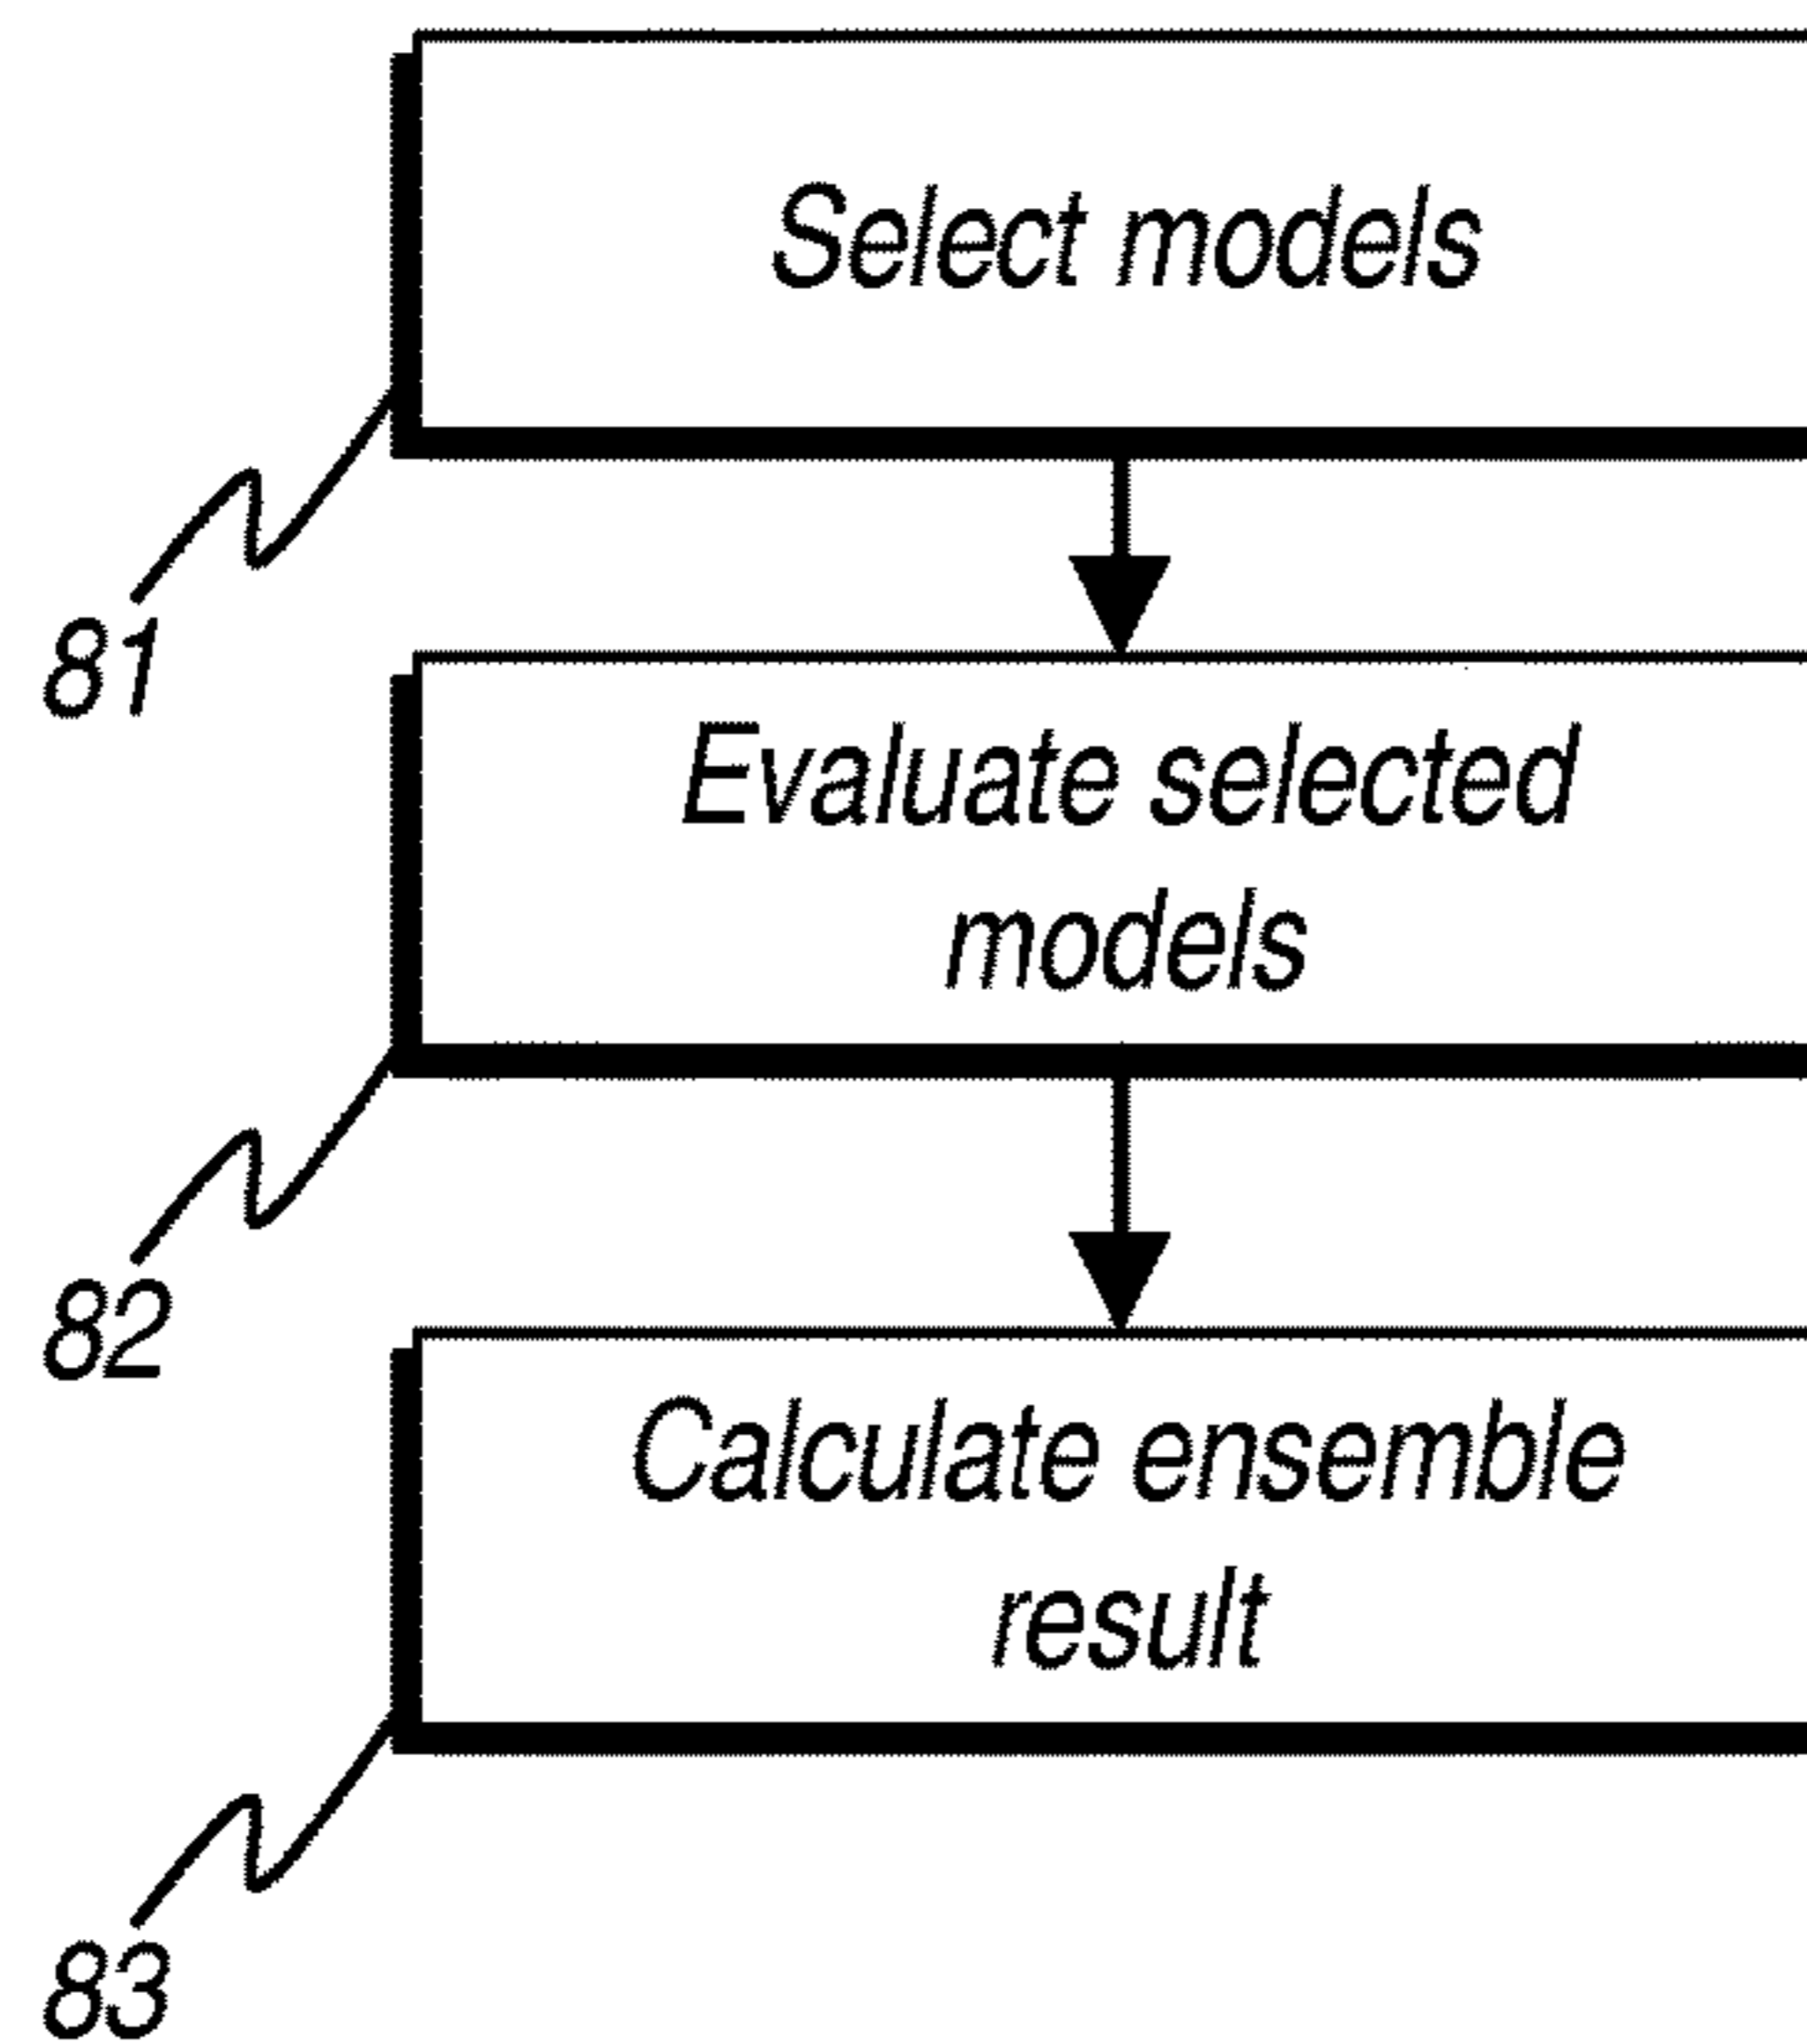 Select models
81
Evaluate selected
models
82
Calculate ensemble
result
83